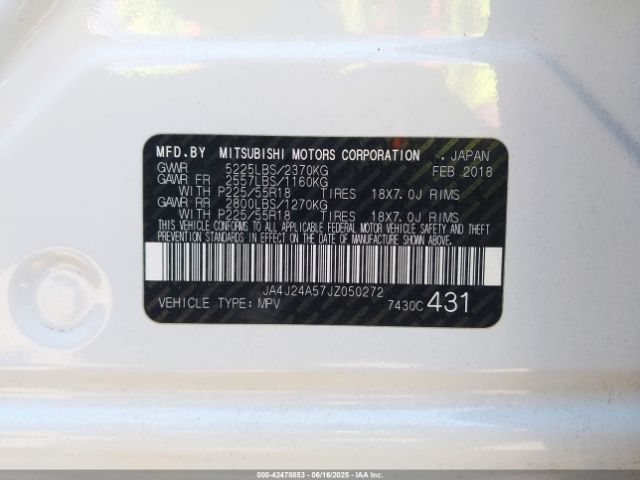 MFD.BY MITSUBISHI MOTORS CORPORATION . JAPAN
GVWR 5225LBS/2370KG FEB 2018
GAWR FR 2557LBS/1160KG
WITH P225/55R18 TIRES 18X7.0J RIMS
GAWR RR 2800LBS/1270KG
WITH P225/55R18 TIRES 18X7.0J RIMS
THIS VEHICLE CONFORMS TO ALL APPLICABLE FEDERAL MOTOR VEHICLE SAFETY AND THEFT
PREVENTION STANDARDS IN EFFECT ON THE DATE OF MANUFACTURE SHOWN ABOVE.
JA4J24A57JZ050272
VEHICLE TYPE: MPV 7430C 431
000-42478853 - 06/16/2025 - IAAI.COM